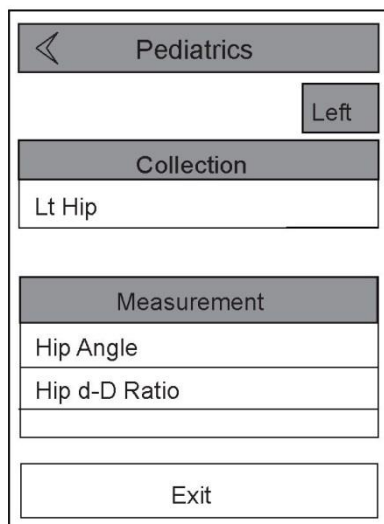 Pediatrics
Left
Collection
Lt Hip
Measurement
Hip Angle
Hip d-D Ratio
Exit